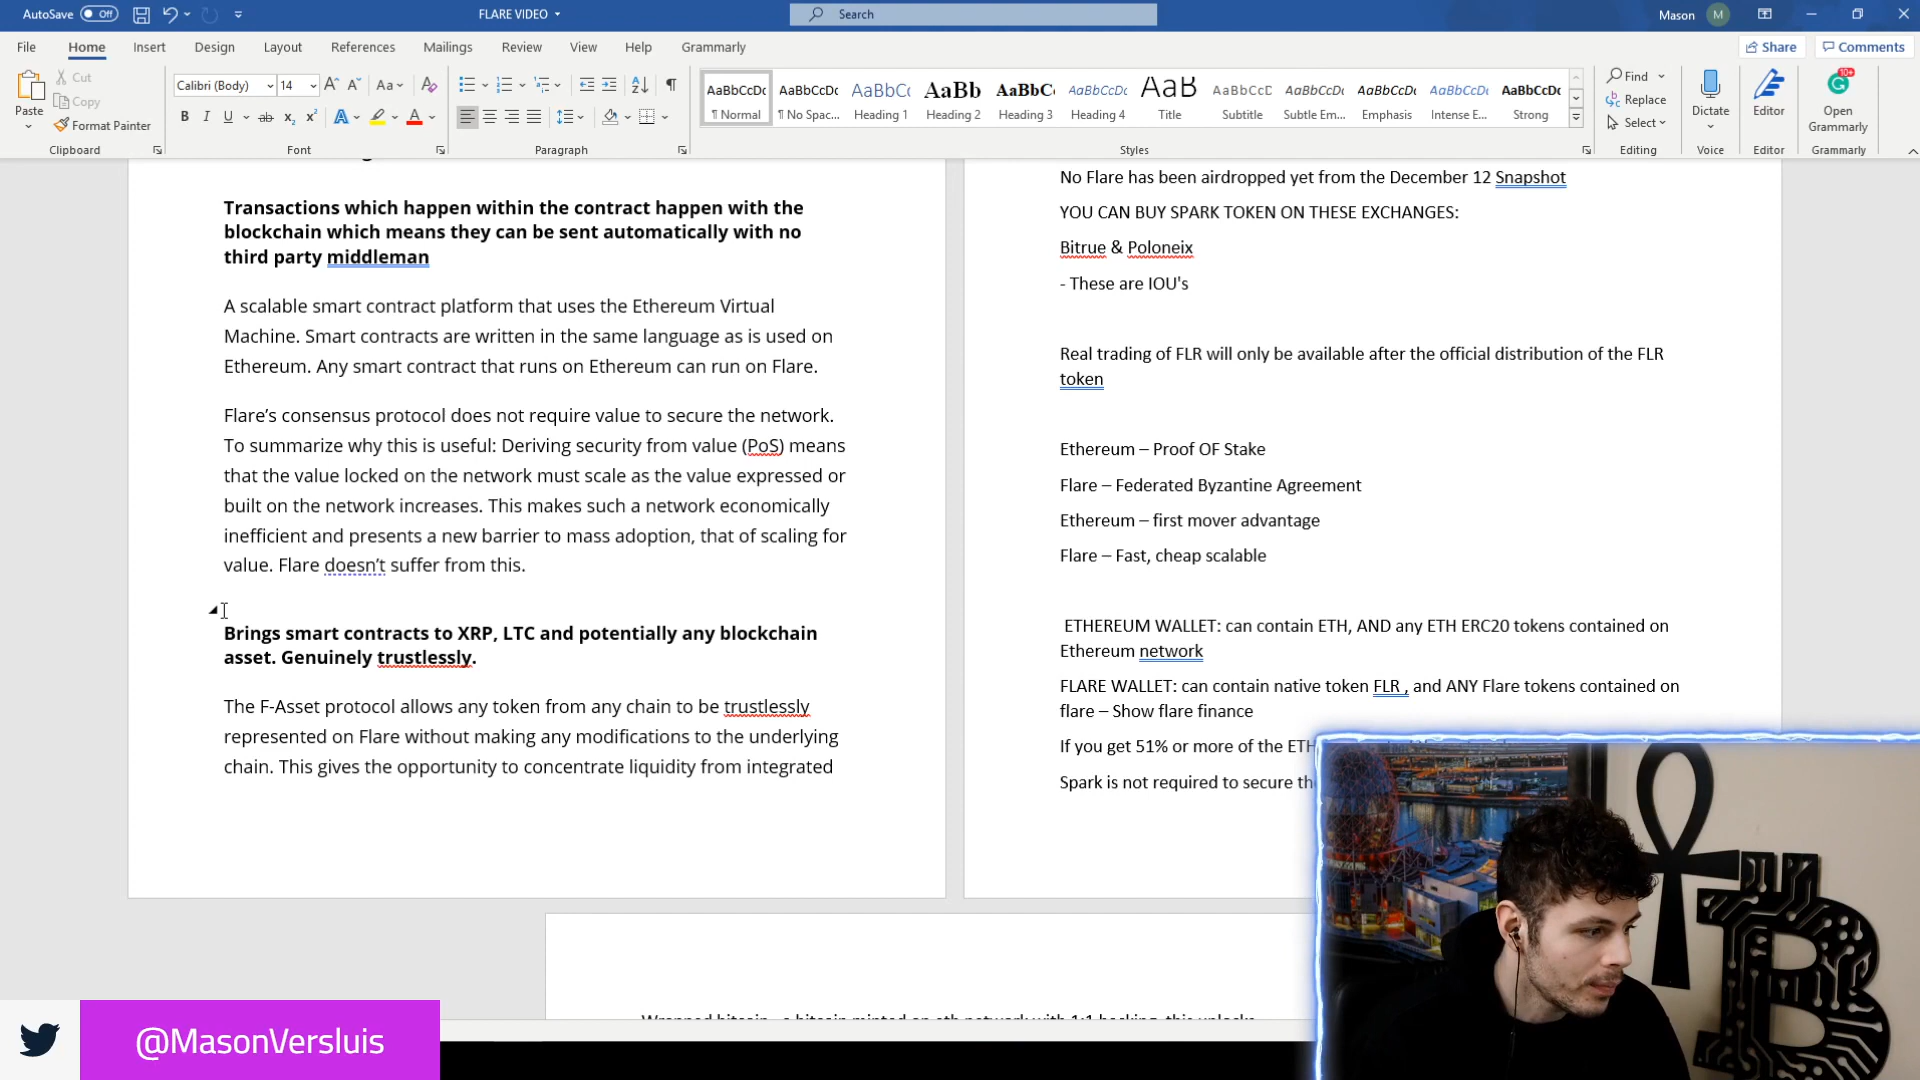 AutoSave Off
FLARE VIDEO
Search
Mason M
File Home Insert Design Layout References Mailings Review View Help Grammarly
Share Comments
Paste
Cut
Copy
Format Painter
Clipboard
Calibri (Body) 14
Font
Paragraph
AaBbCcDc AaBbCcDc AaBbCc AaBb AaBbC AaBbCcDc AaB AaBbCcD AaBbCcDc AaBbCcDc AaBbCcDc AaBbCcDc
¶ Normal ¶ No Spac... Heading 1 Heading 2 Heading 3 Heading 4 Title Subtitle Subtle Em... Emphasis Intense E... Strong
Styles
Find
Replace
Select
Editing
Dictate
Voice
Editor
Editor
10+
Open
Grammarly
Grammarly
Transactions which happen within the contract happen with the
blockchain which means they can be sent automatically with no
third party middleman
A scalable smart contract platform that uses the Ethereum Virtual
Machine. Smart contracts are written in the same language as is used on
Ethereum. Any smart contract that runs on Ethereum can run on Flare.
Flare’s consensus protocol does not require value to secure the network.
To summarize why this is useful: Deriving security from value (PoS) means
that the value locked on the network must scale as the value expressed or
built on the network increases. This makes such a network economically
inefficient and presents a new barrier to mass adoption, that of scaling for
value. Flare doesn’t suffer from this.
Brings smart contracts to XRP, LTC and potentially any blockchain
asset. Genuinely trustlessly.
The F-Asset protocol allows any token from any chain to be trustlessly
represented on Flare without making any modifications to the underlying
chain. This gives the opportunity to concentrate liquidity from integrated
No Flare has been airdropped yet from the December 12 Snapshot
YOU CAN BUY SPARK TOKEN ON THESE EXCHANGES:
Bitrue & Poloneix
- These are IOU's
Real trading of FLR will only be available after the official distribution of the FLR
token
Ethereum – Proof OF Stake
Flare – Federated Byzantine Agreement
Ethereum – first mover advantage
Flare – Fast, cheap scalable
ETHEREUM WALLET: can contain ETH, AND any ETH ERC20 tokens contained on
Ethereum network
FLARE WALLET: can contain native token FLR , and ANY Flare tokens contained on
flare – Show flare finance
If you get 51% or more of the ETH
Spark is not required to secure th
@MasonVersluis